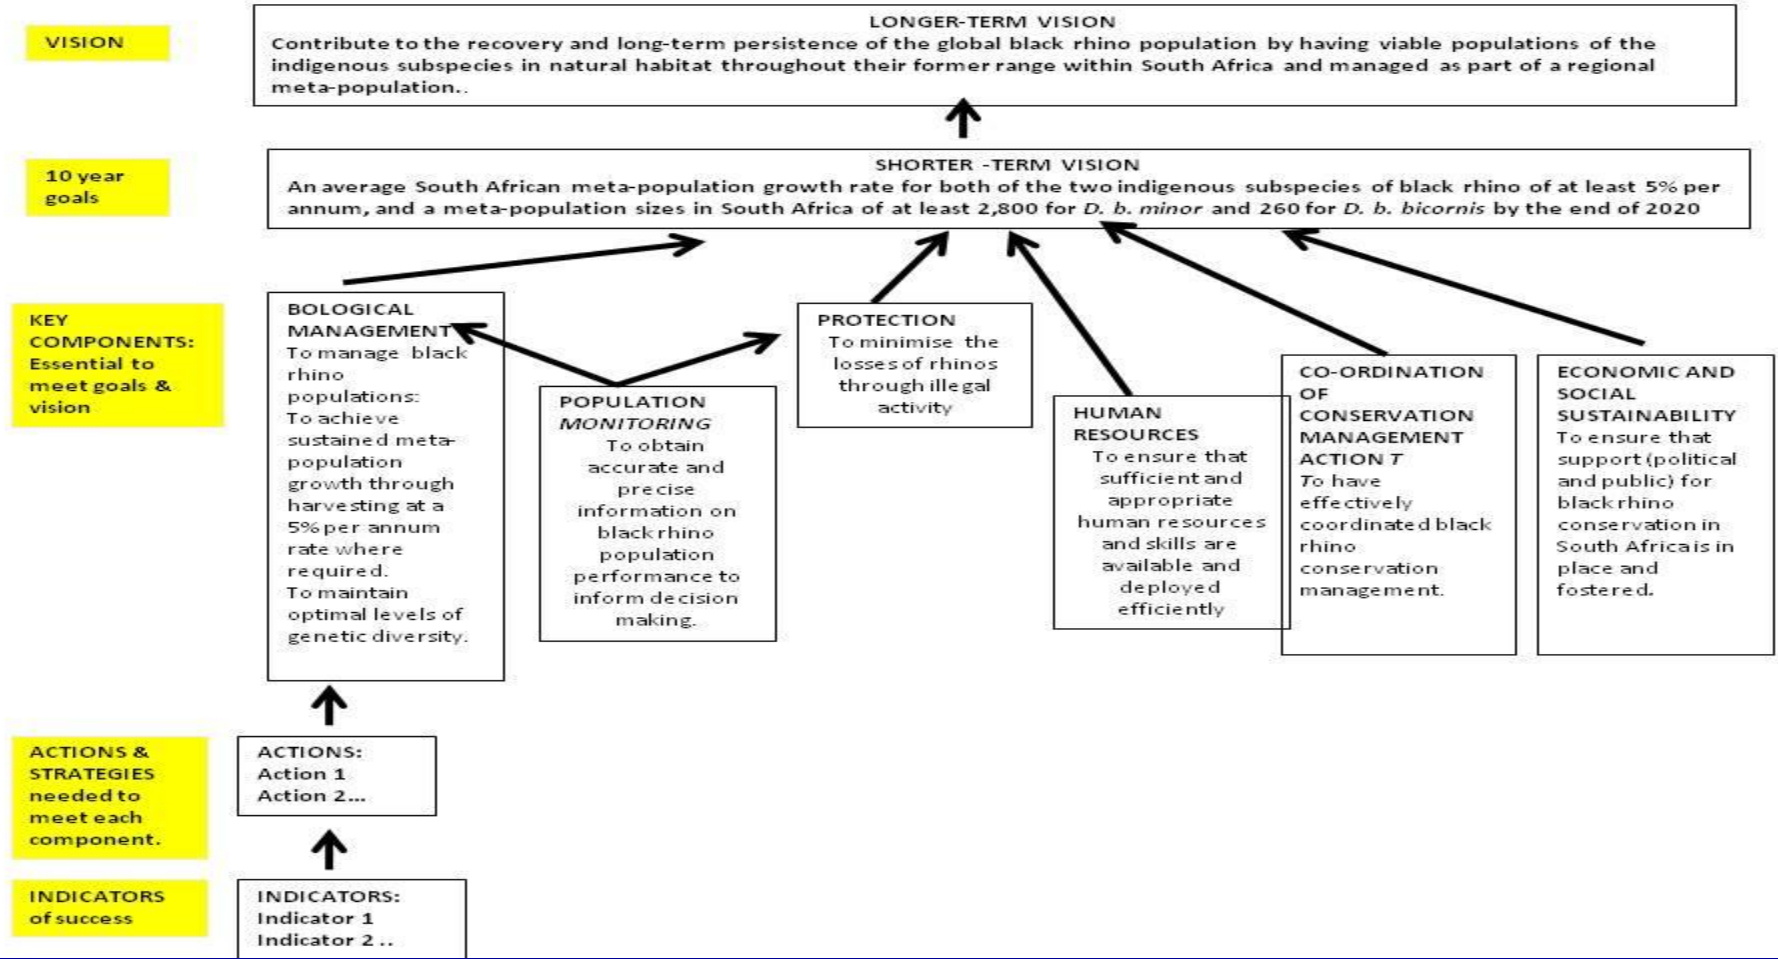 VISION
LONGER-TERM VISION
Contribute to the recovery and long-term persistence of the global black rhino population by having viable populations of the
indigenous subspecies in natural habitat throughout their former range within South Africa and managed as part of a regional
meta-population..
10 year
goals
SHORTER -TERM VISION
An average South African meta-population growth rate for both of the two indigenous subspecies of black rhino of at least 5% per
annum, and a meta-population sizes in South Africa of at least 2,800 for D. b. minor and 260 for D. b. bicornis by the end of 2020
KEY
COMPONENTS:
Essential to
meet goals &
vision
BOLOGICAL
MANAGEMENT
To manage black
rhino
populations:
To achieve
sustained meta-
population
growth through
harvesting at a
5% per annum
rate where
required.
To maintain
optimal levels of
genetic diversity.
POPULATION
MONITORING
To obtain
accurate and
precise
information on
black rhino
population
performance to
inform decision
making.
PROTECTION
To minimise the
losses of rhinos
through illegal
activity
HUMAN
RESOURCES
To ensure that
sufficient and
appropriate
human resources
and skills are
available and
deployed
efficiently
CO-ORDINATION
OF
CONSERVATION
MANAGEMENT
ACTION T
To have
effectively
coordinated black
rhino
conservation
management.
ECONOMIC AND
SOCIAL
SUSTAINABILITY
To ensure that
support (political
and public) for
black rhino
conservation in
South Africa is in
place and
fostered.
ACTIONS &
STRATEGIES
needed to
meet each
component.
ACTIONS:
Action 1
Action 2...
INDICATORS
of success
INDICATORS:
Indicator 1
Indicator 2 ..